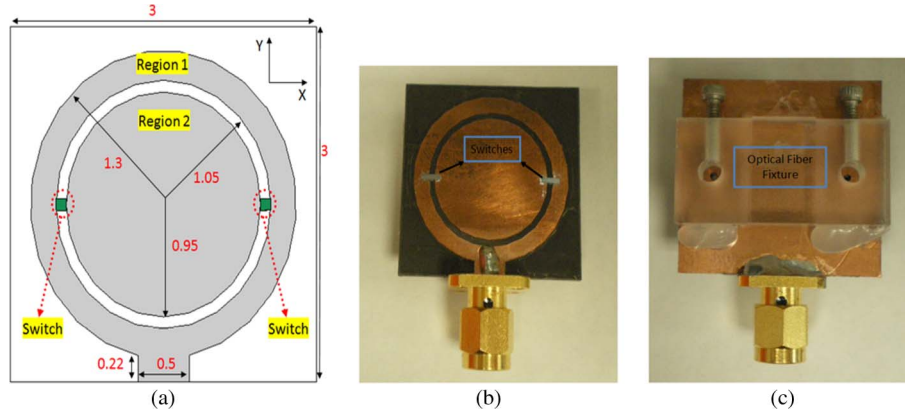 3
Region 1
Y
X
Region 2
1.3
1.05
3
0.95
Switch
Switch
0.22
0.5
(a)
Switches
(b)
Optical Fiber
Fixture
(c)